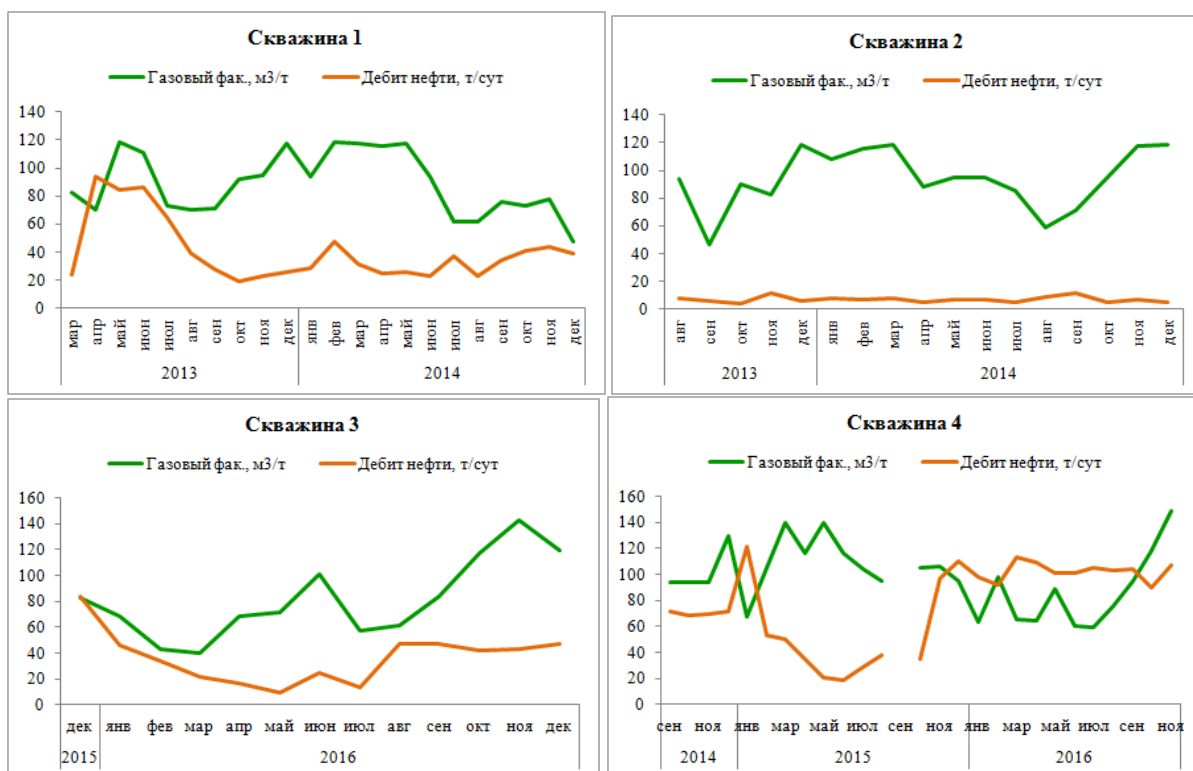 Скважина 1
Газовый фак., м3/т Дебит нефти, т/сут
140
120
100
80
60
40
20
0
мар апр май июн июл авг сен окт ноя дек янв фев мар апр май июн июл авг сен окт ноя дек
2013 2014
Скважина 2
Газовый фак., м3/т Дебит нефти, т/сут
140
120
100
80
60
40
20
0
авг сен окт ноя дек янв фев мар апр май июн июл авг сен окт ноя дек
2013 2014
Скважина 3
Газовый фак., м3/т Дебит нефти, т/сут
160
140
120
100
80
60
40
20
0
дек янв фев мар апр май июн июл авг сен окт ноя дек
2015 2016
Скважина 4
Газовый фак., м3/т Дебит нефти, т/сут
160
140
120
100
80
60
40
20
0
сен ноя янв мар май июл сен ноя янв мар май июл сен ноя
2014 2015 2016